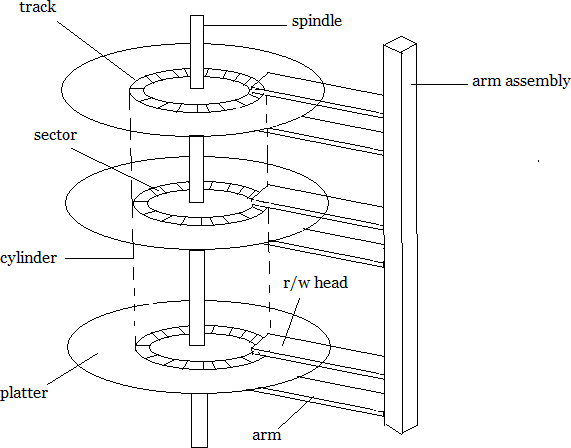 track
spindle
arm assembly
sector
cylinder
r/w head
platter
arm